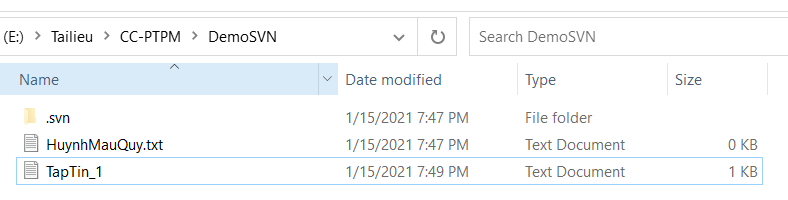 (E:) › Tailieu › CC-PTPM › DemoSVN Search DemoSVN
Name Date modified Type Size
.svn 1/15/2021 7:47 PM File folder
HuynhMauQuy.txt 1/15/2021 7:47 PM Text Document 0 KB
TapTin_1 1/15/2021 7:49 PM Text Document 1 KB